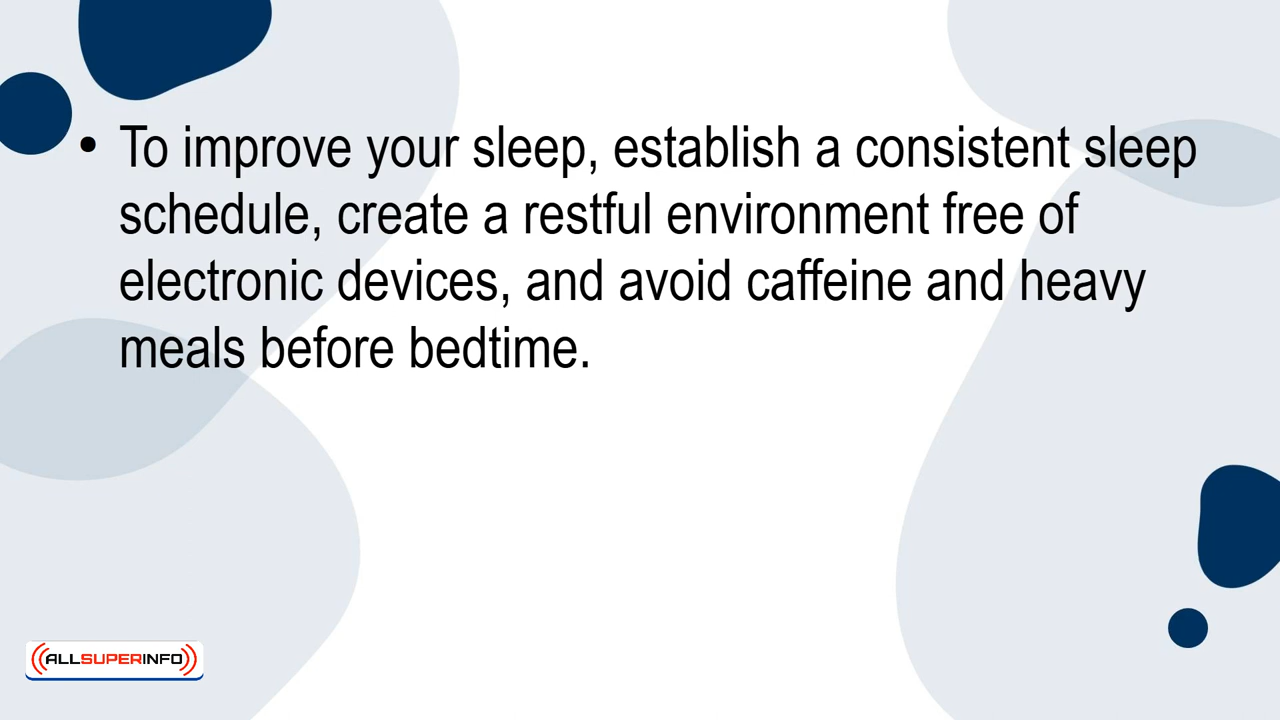 • To improve your sleep, establish a consistent sleep
schedule, create a restful environment free of
electronic devices, and avoid caffeine and heavy
meals before bedtime.
ALLSUPERINFO